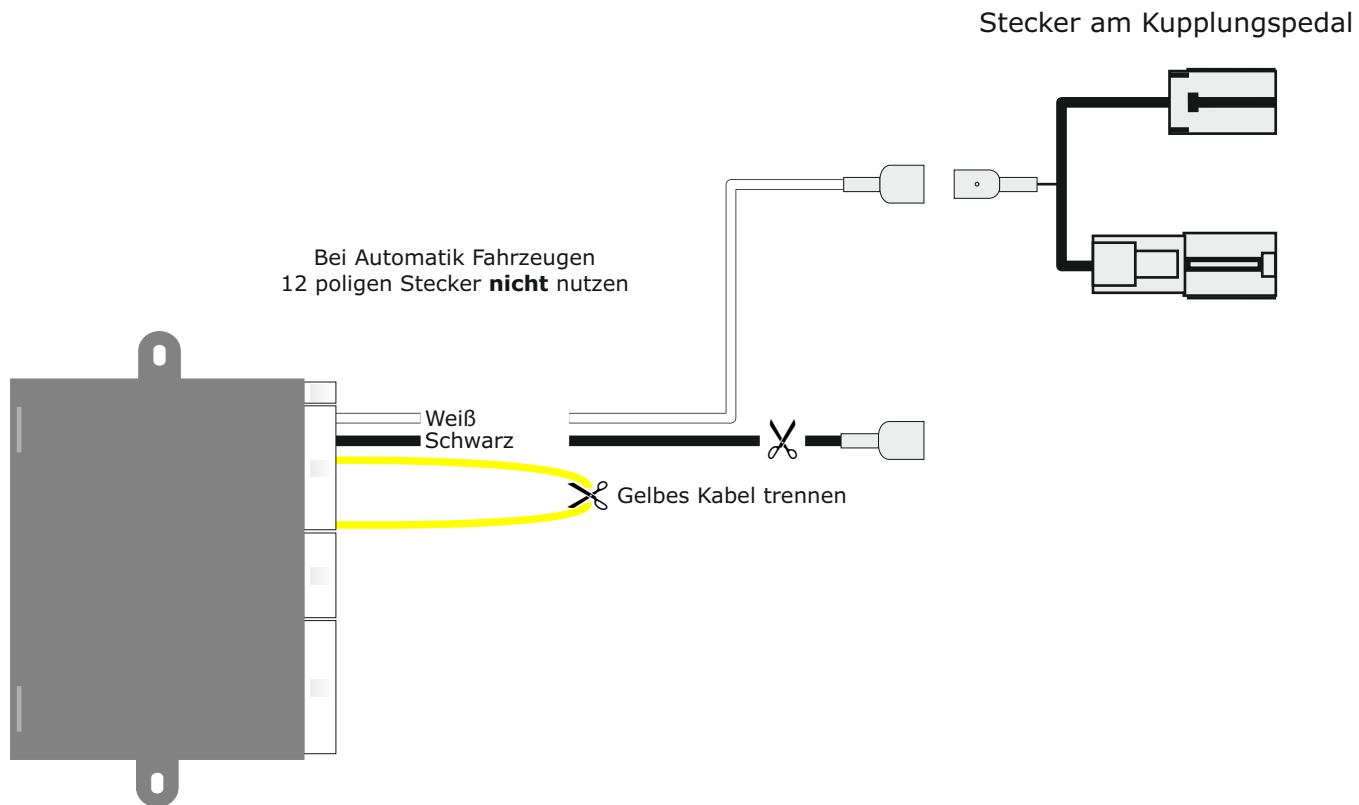 Stecker am Kupplungspedal
Bei Automatik Fahrzeugen
12 poligen Stecker nicht nutzen
Weiß
Schwarz
Gelbes Kabel trennen